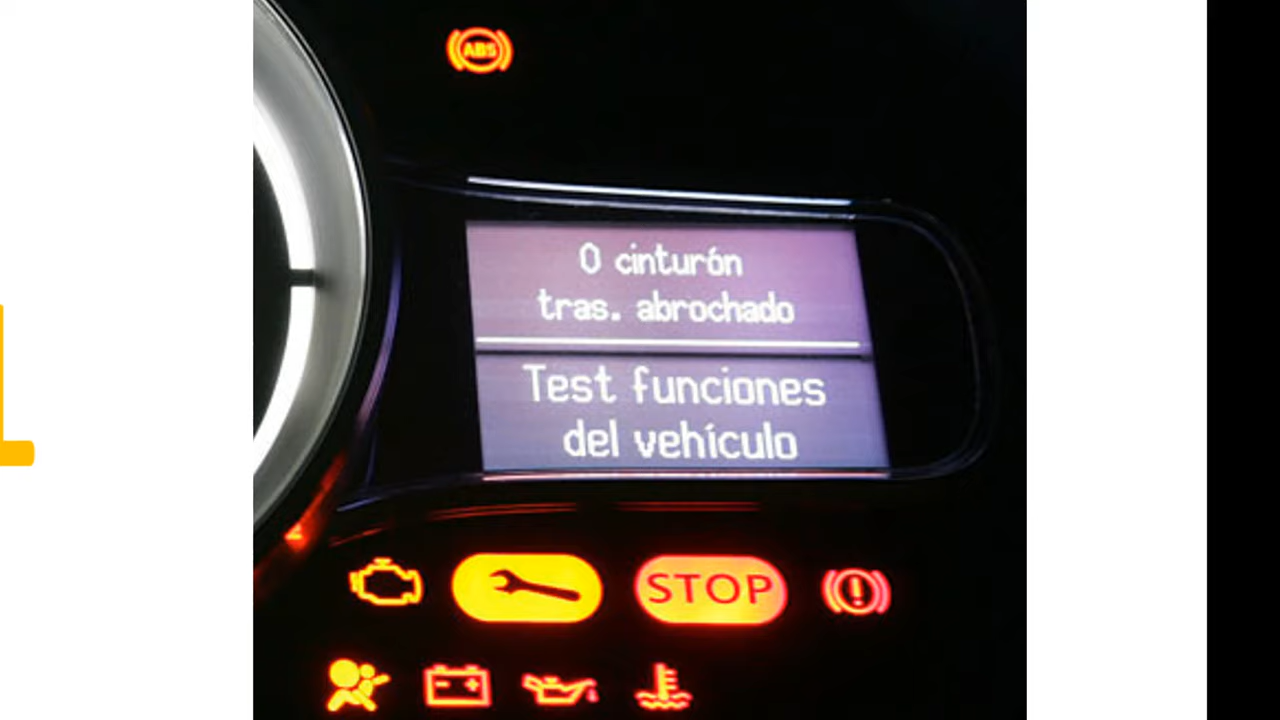 ABS
0 cinturón
tras. abrochado
Test funciones
del vehículo
STOP